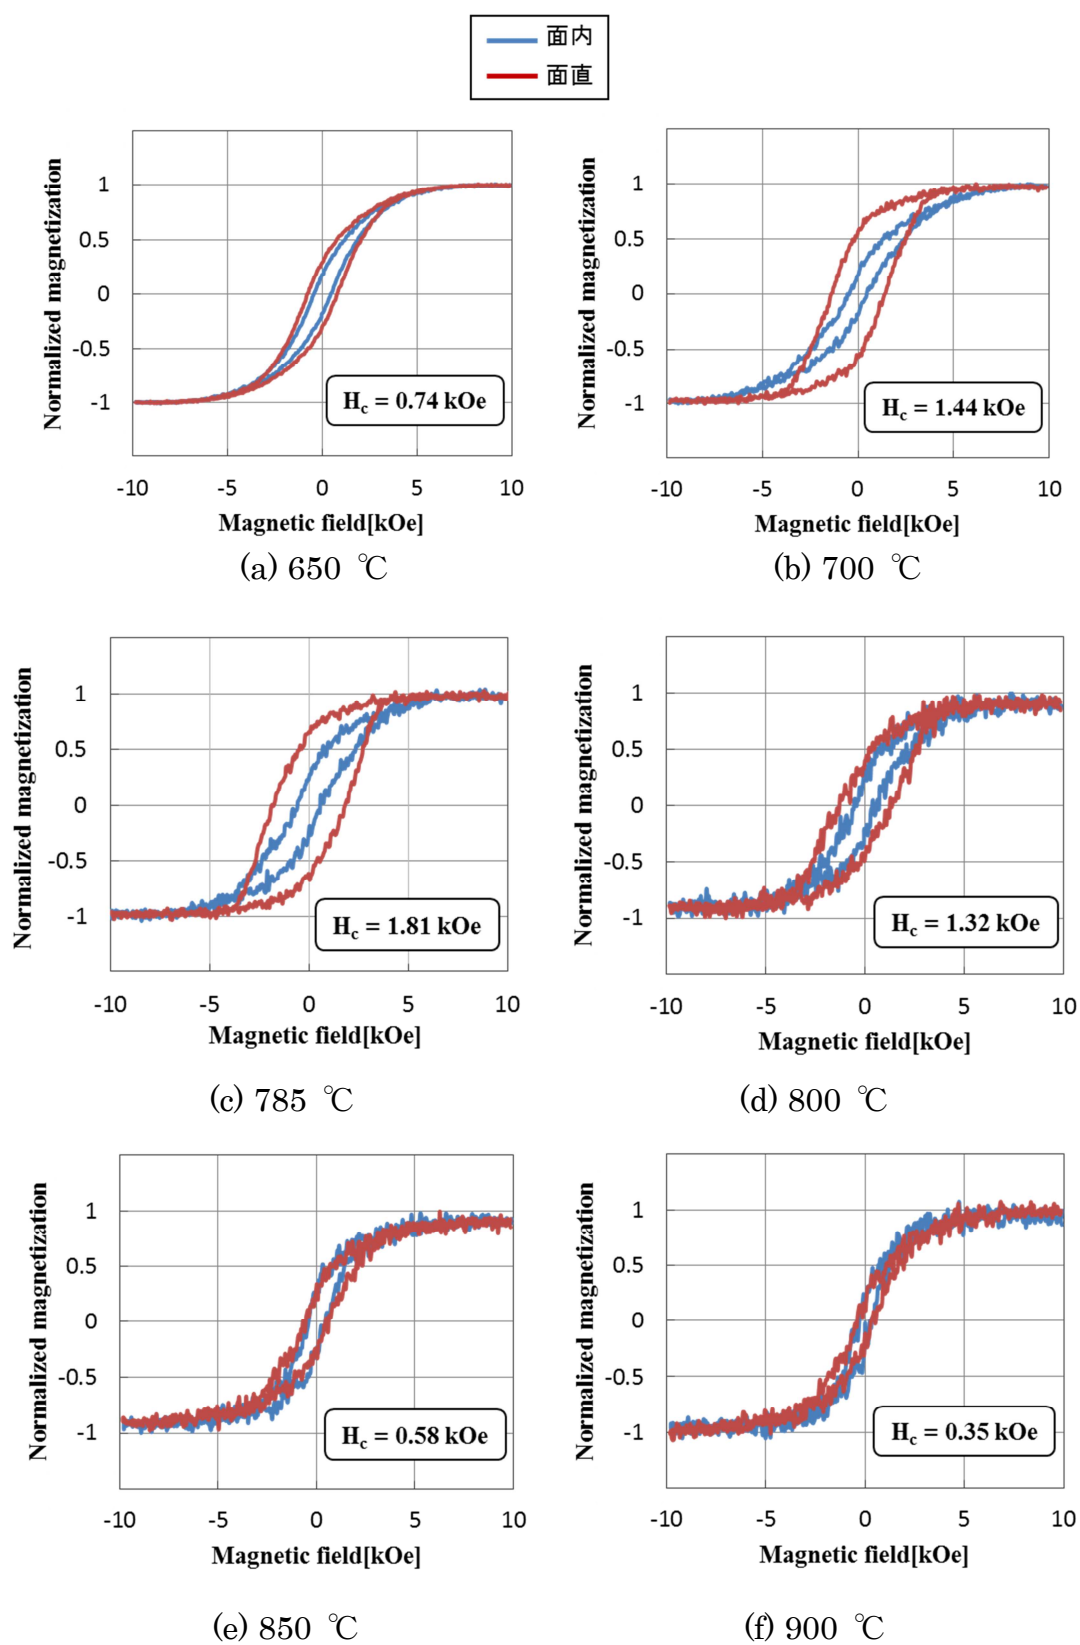 面内
面直
Normalized magnetization
1
0.5
0
-0.5
-1
H_c = 0.74 kOe
-10 -5 0 5 10
Magnetic field[kOe]
(a) 650 ℃
Normalized magnetization
1
0.5
0
-0.5
-1
H_c = 1.44 kOe
-10 -5 0 5 10
Magnetic field[kOe]
(b) 700 ℃
Normalized magnetization
1
0.5
0
-0.5
-1
H_c = 1.81 kOe
-10 -5 0 5 10
Magnetic field[kOe]
(c) 785 ℃
Normalized magnetization
1
0.5
0
-0.5
-1
H_c = 1.32 kOe
-10 -5 0 5 10
Magnetic field[kOe]
(d) 800 ℃
Normalized magnetization
1
0.5
0
-0.5
-1
H_c = 0.58 kOe
-10 -5 0 5 10
Magnetic field[kOe]
(e) 850 ℃
Normalized magnetization
1
0.5
0
-0.5
-1
H_c = 0.35 kOe
-10 -5 0 5 10
Magnetic field[kOe]
(f) 900 ℃